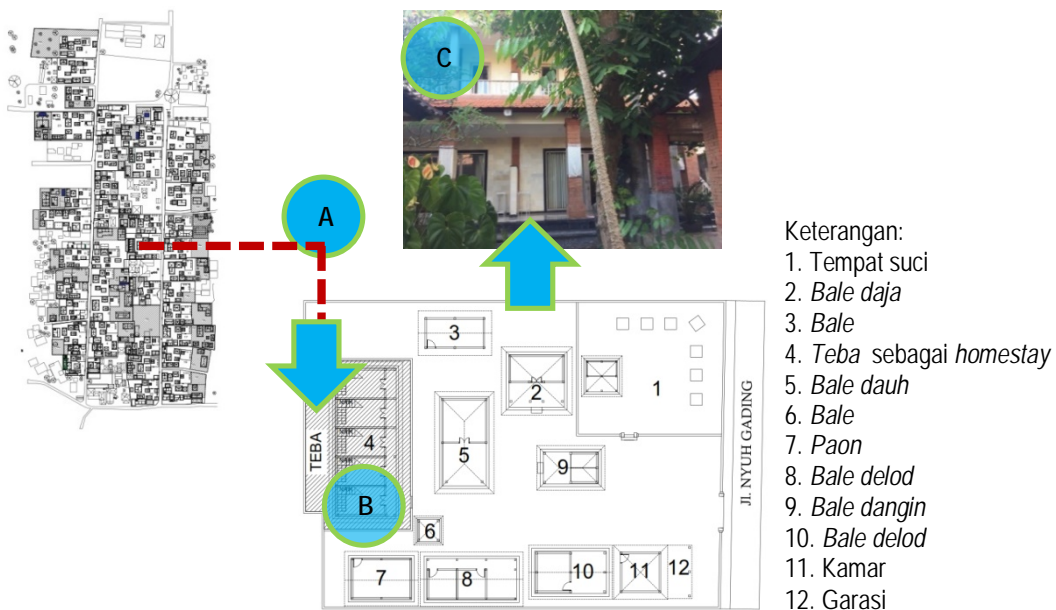 C
A
3
2
1
TEBA
4
5
9
B
6
7
8
10
11
12
Jl. NYUH GADING
Keterangan:
1. Tempat suci
2. Bale daja
3. Bale
4. Teba sebagai homestay
5. Bale dauh
6. Bale
7. Paon
8. Bale delod
9. Bale dangin
10. Bale delod
11. Kamar
12. Garasi